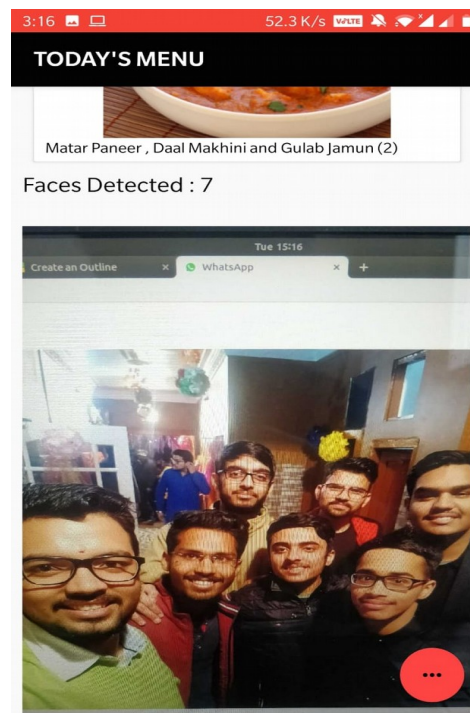 3:16
52.3 K/s VoLTE
TODAY'S MENU
Matar Paneer , Daal Makhini and Gulab Jamun (2)
Faces Detected : 7
Tue 15:16
Create an Outline × WhatsApp × +